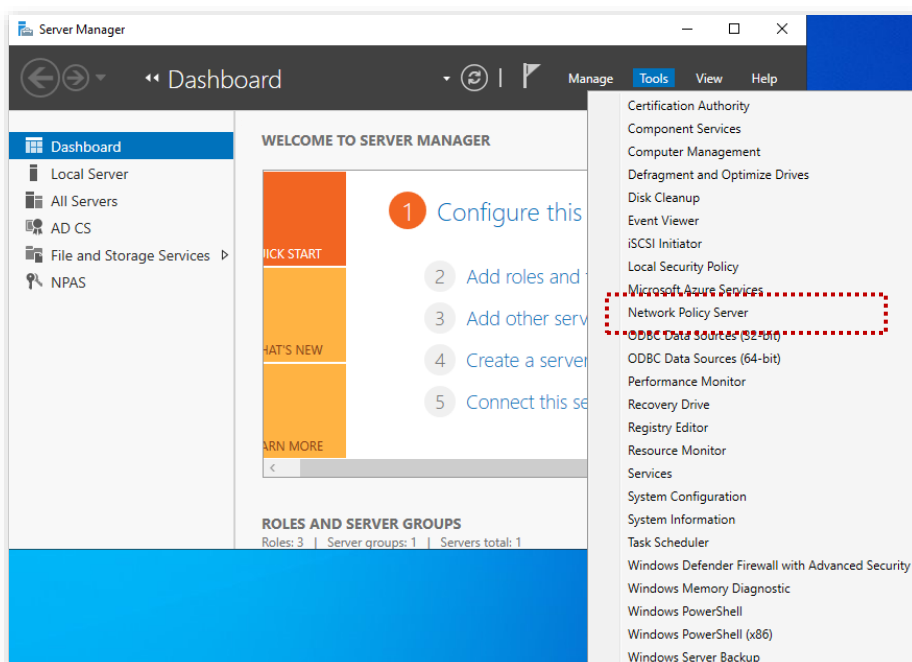 Server Manager
Dashboard
Manage
Tools
View
Help
Dashboard
Local Server
All Servers
AD CS
File and Storage Services
NPAS
WELCOME TO SERVER MANAGER
UICK START
HAT'S NEW
ARN MORE
1 Configure this
2 Add roles and
3 Add other serv
4 Create a server
5 Connect this se
ROLES AND SERVER GROUPS
Roles: 3 | Server groups: 1 | Servers total: 1
Certification Authority
Component Services
Computer Management
Defragment and Optimize Drives
Disk Cleanup
Event Viewer
iSCSI Initiator
Local Security Policy
Microsoft Azure Services
Network Policy Server
ODBC Data Sources (32-bit)
ODBC Data Sources (64-bit)
Performance Monitor
Recovery Drive
Registry Editor
Resource Monitor
Services
System Configuration
System Information
Task Scheduler
Windows Defender Firewall with Advanced Security
Windows Memory Diagnostic
Windows PowerShell
Windows PowerShell (x86)
Windows Server Backup